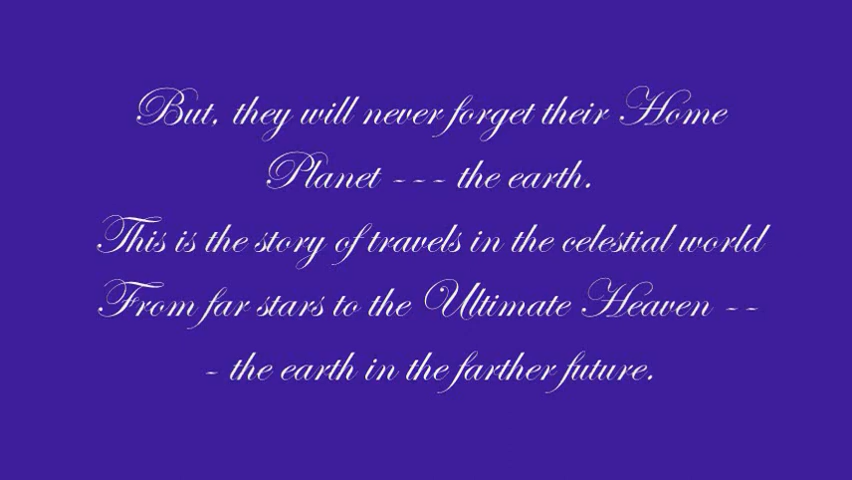 But, they will never forget their Home
Planet --- the earth.
This is the story of travels in the celestial world
From far stars to the Ultimate Heaven --
- the earth in the farther future.